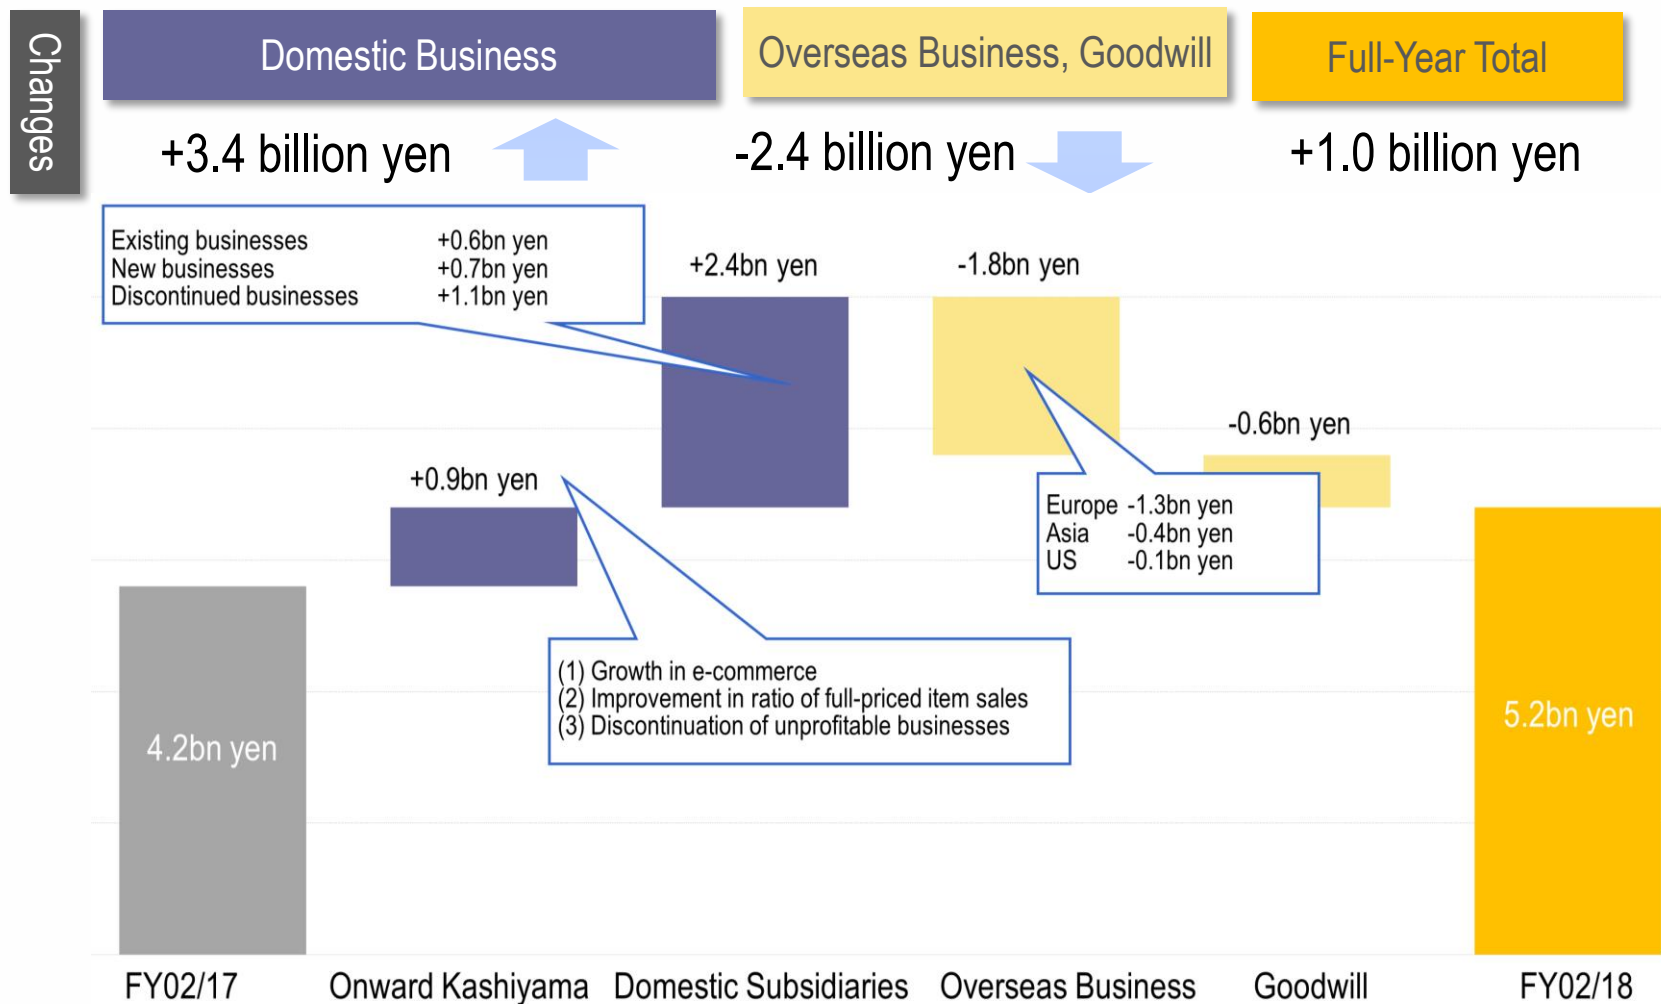 Changes
Domestic Business
Overseas Business, Goodwill
Full-Year Total
+3.4 billion yen
-2.4 billion yen
+1.0 billion yen
Existing businesses +0.6bn yen
New businesses +0.7bn yen
Discontinued businesses +1.1bn yen
+2.4bn yen
-1.8bn yen
-0.6bn yen
+0.9bn yen
Europe -1.3bn yen
Asia -0.4bn yen
US -0.1bn yen
(1) Growth in e-commerce
(2) Improvement in ratio of full-priced item sales
(3) Discontinuation of unprofitable businesses
4.2bn yen
5.2bn yen
FY02/17
Onward Kashiyama
Domestic Subsidiaries
Overseas Business
Goodwill
FY02/18